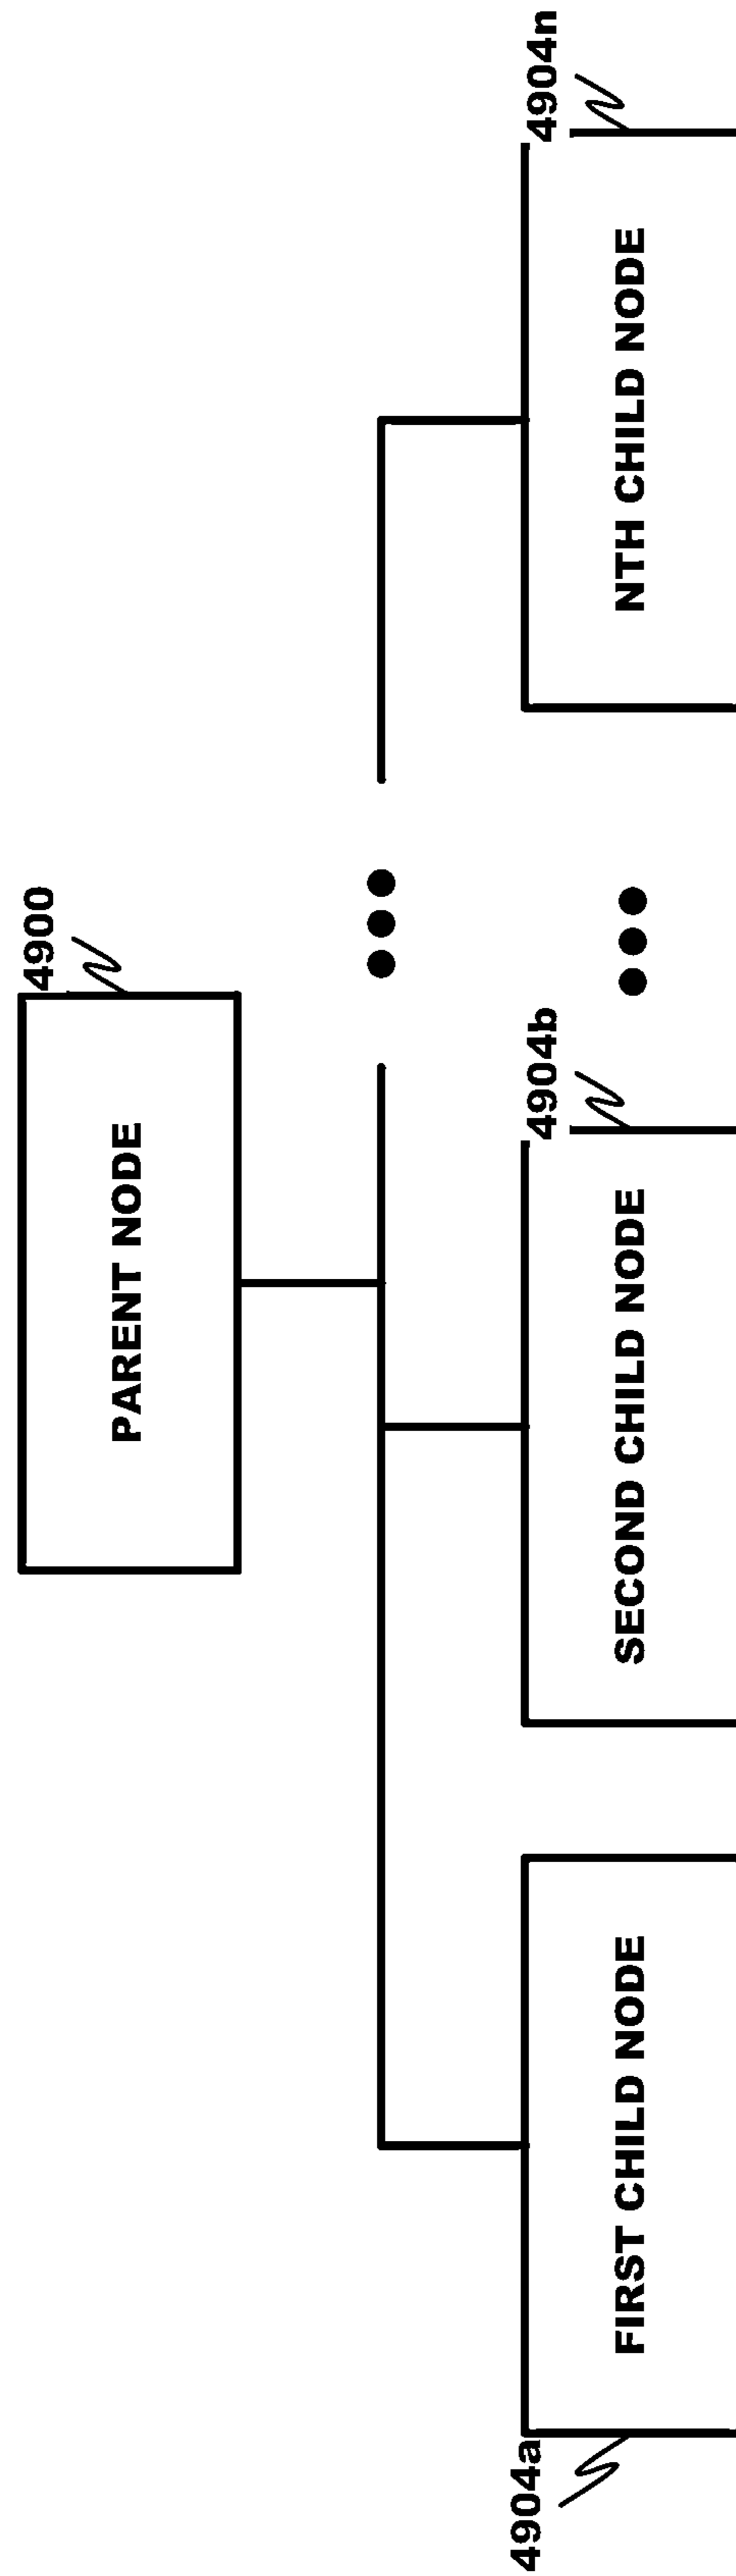 4900
PARENT NODE
4904a
FIRST CHILD NODE
4904b
SECOND CHILD NODE
4904n
NTH CHILD NODE